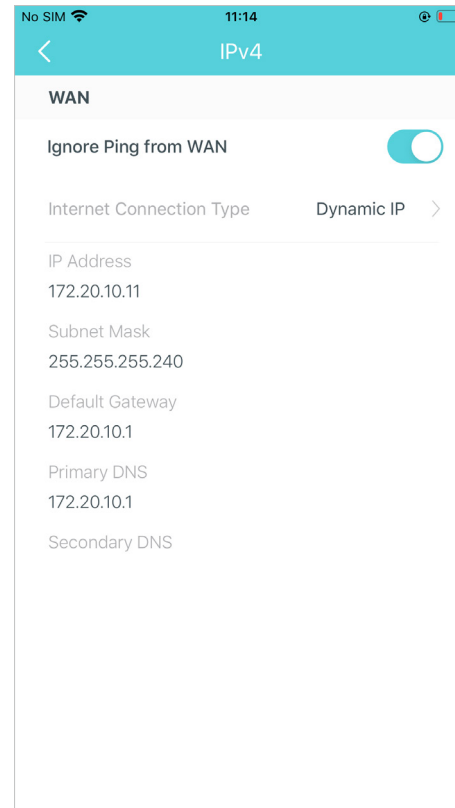 No SIM 11:14
IPv4
WAN
Ignore Ping from WAN
Internet Connection Type Dynamic IP
IP Address
172.20.10.11
Subnet Mask
255.255.255.240
Default Gateway
172.20.10.1
Primary DNS
172.20.10.1
Secondary DNS